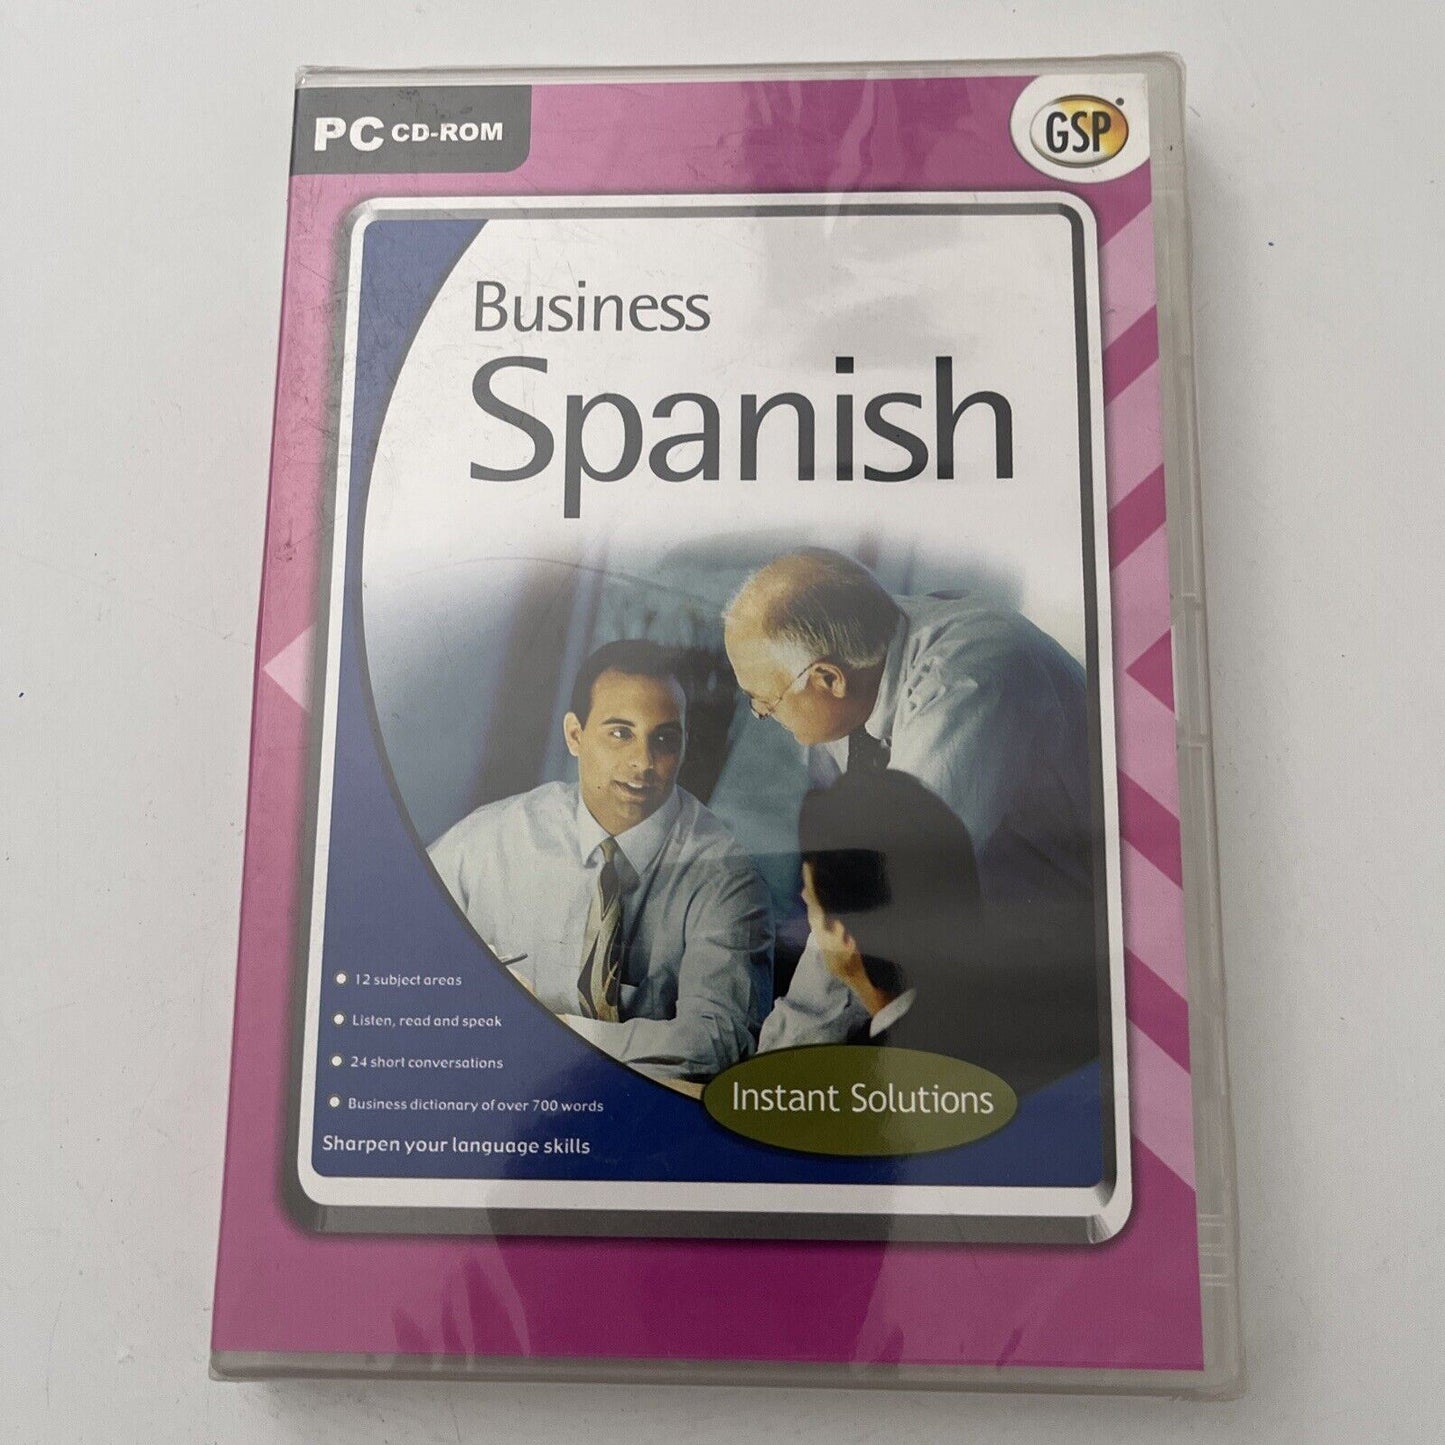 PC CD-ROM
GSP
Business
Spanish
12 subject areas
Listen, read and speak
24 short conversations
Business dictionary of over 700 words
Sharpen your language skills
Instant Solutions